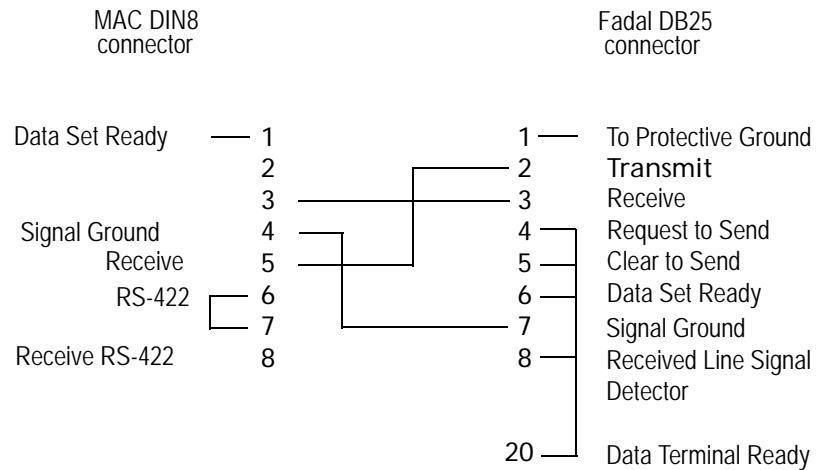 MAC DIN8
connector
Fadal DB25
connector
Data Set Ready 1 1 To Protective Ground
2 2 Transmit
3 3 Receive
Signal Ground 4 4 Request to Send
Receive 5 5 Clear to Send
RS-422 6 6 Data Set Ready
7 7 Signal Ground
Receive RS-422 8 8 Received Line Signal
Detector
20 Data Terminal Ready